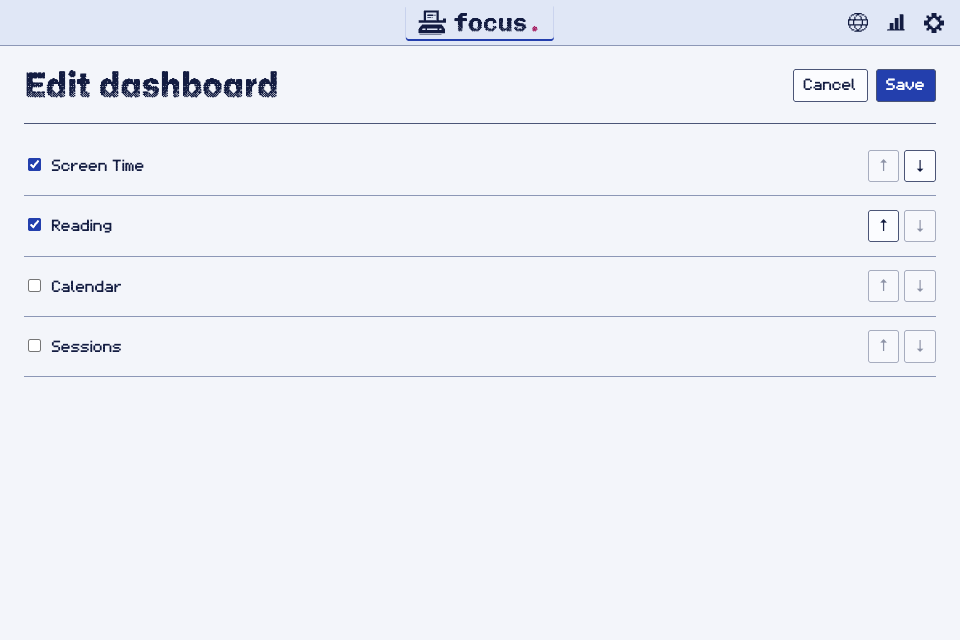 focus.
Edit dashboard
Cancel
Save
Screen Time
↑ ↓
Reading
↑ ↓
Calendar
↑ ↓
Sessions
↑ ↓